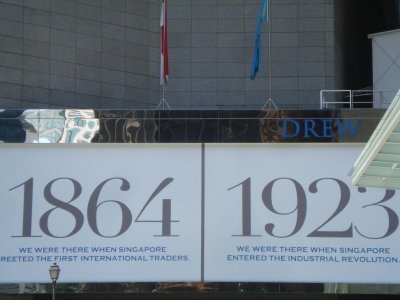 DREW
1864
WE WERE THERE WHEN SINGAPORE
REETED THE FIRST INTERNATIONAL TRADERS.
1923
WE WERE THERE WHEN SINGAPORE
ENTERED THE INDUSTRIAL REVOLUTION.